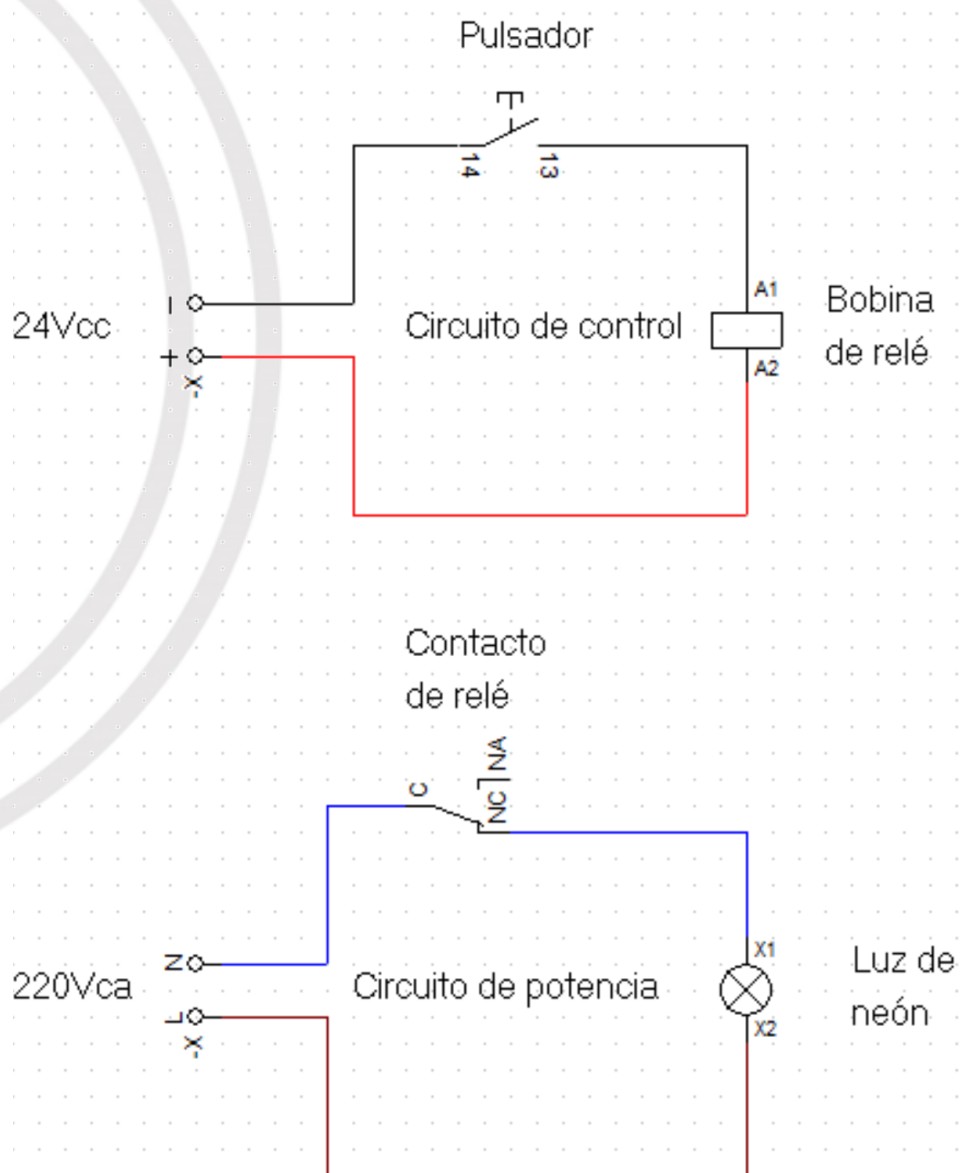 Pulsador
14
13
24Vcc
-
+
-X
Circuito de control
A1
A2
Bobina
de relé
Contacto
de relé
C
NC
NA
220Vca
N
L
-X
Circuito de potencia
X1
X2
Luz de
neón